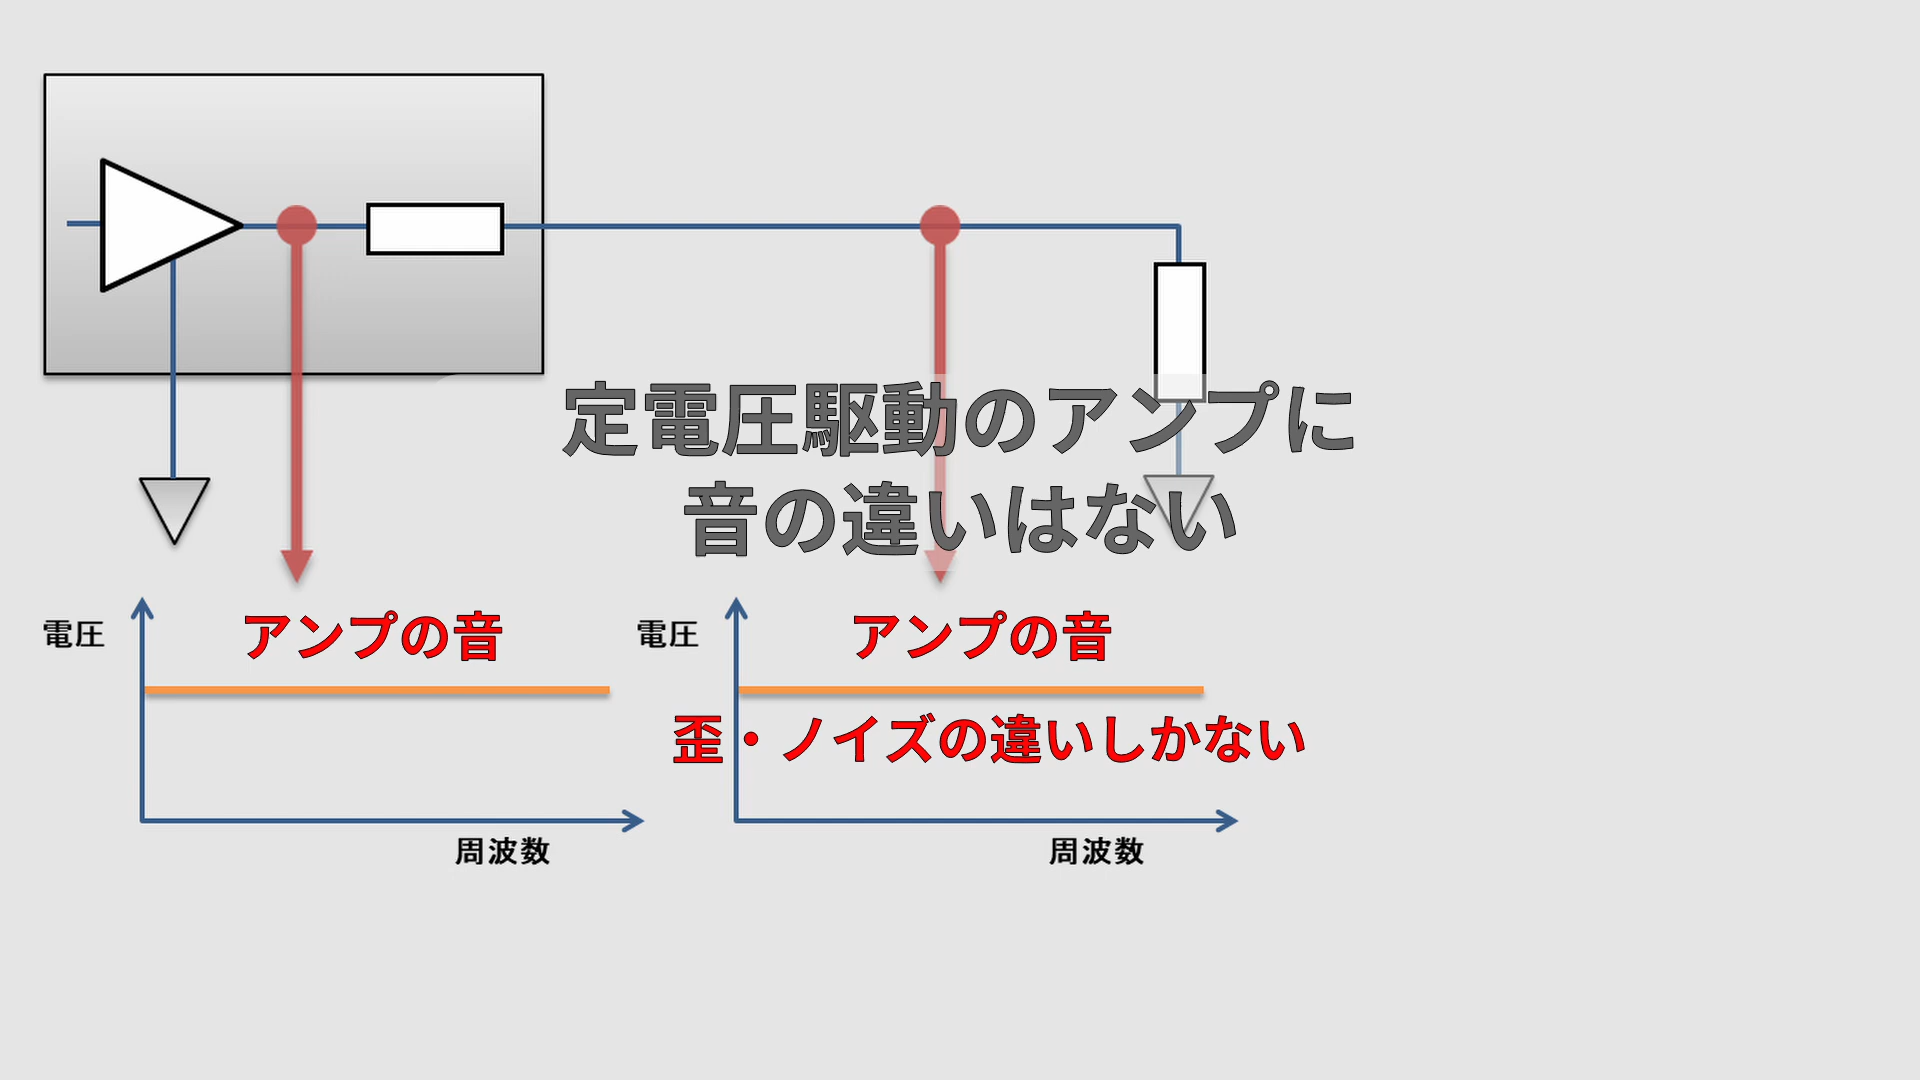 定電圧駆動のアンプに
音の違いはない
電圧
アンプの音
周波数
電圧
アンプの音
歪・ノイズの違いしかない
周波数